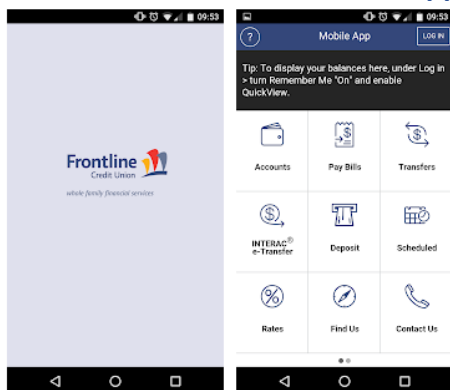 09:53
Frontline
Credit Union
whole family financial services
09:53
?
Mobile App
LOG IN
Tip: To display your balances here, under Log in
> turn Remember Me "On" and enable
QuickView.
Accounts
Pay Bills
Transfers
INTERAC®
e-Transfer
Deposit
Scheduled
Rates
Find Us
Contact Us